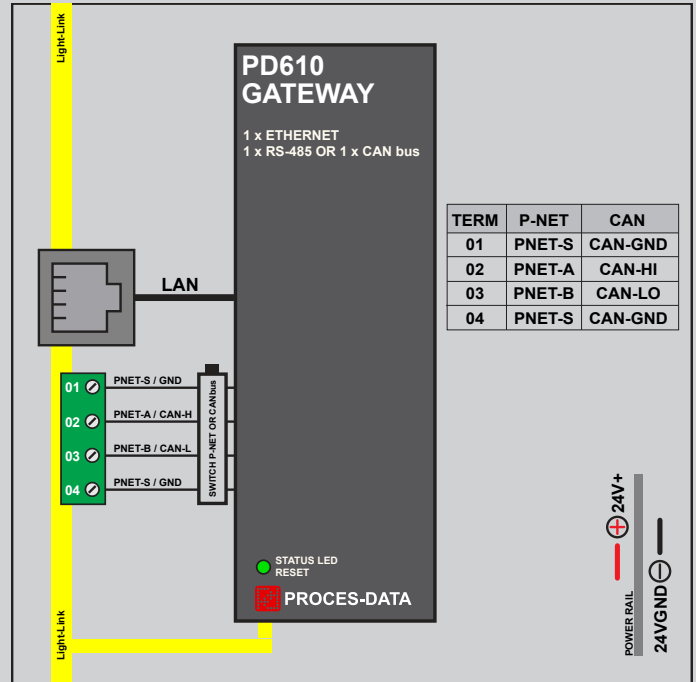 Light-Link
PD610
GATEWAY
1 x ETHERNET
1 x RS-485 OR 1 x CAN bus
TERM P-NET CAN
01 PNET-S CAN-GND
02 PNET-A CAN-HI
03 PNET-B CAN-LO
04 PNET-S CAN-GND
LAN
01 PNET-S / GND
02 PNET-A / CAN-H
03 PNET-B / CAN-L
04 PNET-S / GND
SWITCH P-NET OR CANbus
STATUS LED
RESET
PROCES-DATA
Light-Link
24V+
POWER RAIL
24VGND